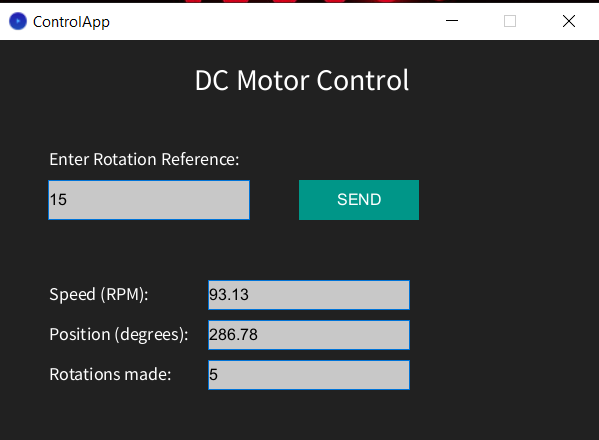 ControlApp
DC Motor Control
Enter Rotation Reference:
15
SEND
Speed (RPM):
93.13
Position (degrees):
286.78
Rotations made:
5